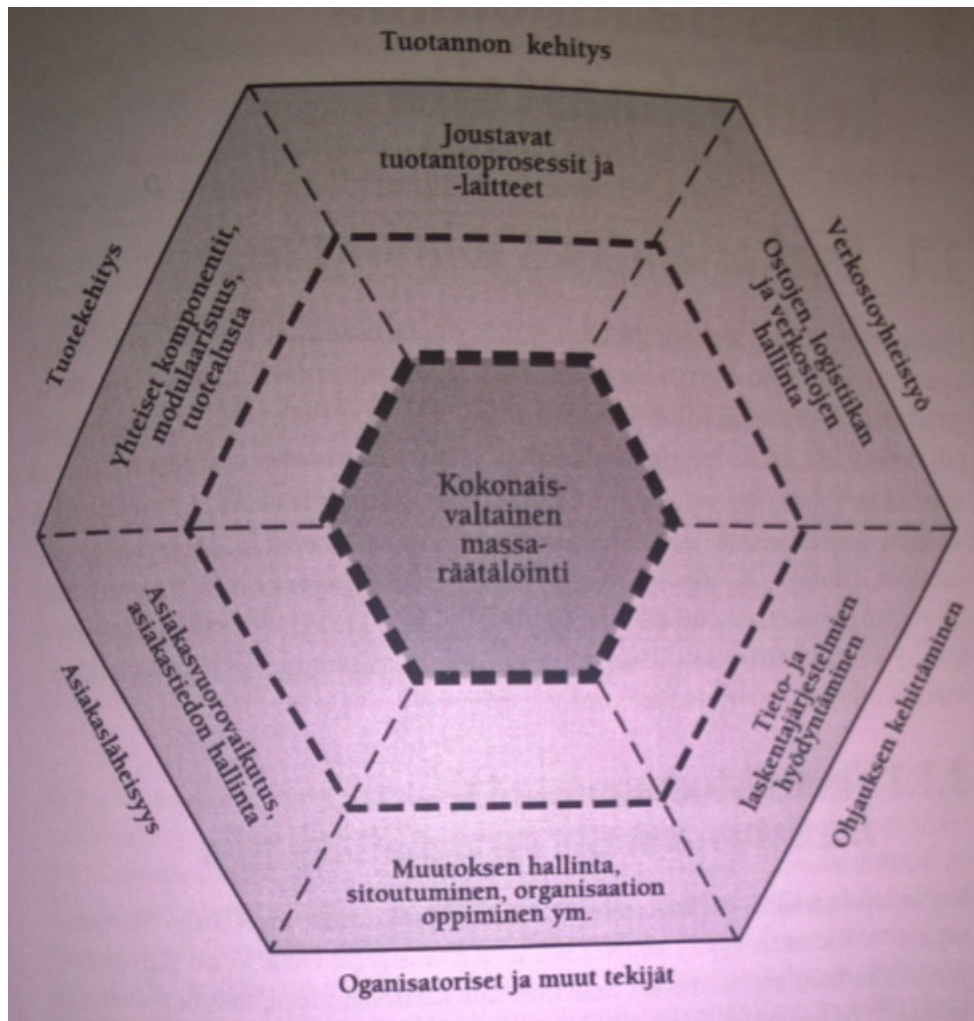 Tuotannon kehitys
Joustavat
tuotantoprosessit ja
-laitteet
Verkostoyhteistyö
Ostojen, logistiikan
ja verkostojen
hallinta
Tuotekehitys
Yhteiset komponentit,
modulaarisuus,
tuotealusta
Kokonais-
valtainen
massa-
räätälöinti
Asiakasläheisyys
Asiakasvuorovaikutus,
asiakastiedon hallinta
Tieto- ja
laskentajärjestelmien
hyödyntäminen
Ohjauksen kehittäminen
Muutoksen hallinta,
sitoutuminen, organisaation
oppiminen ym.
Oganisatoriset ja muut tekijät